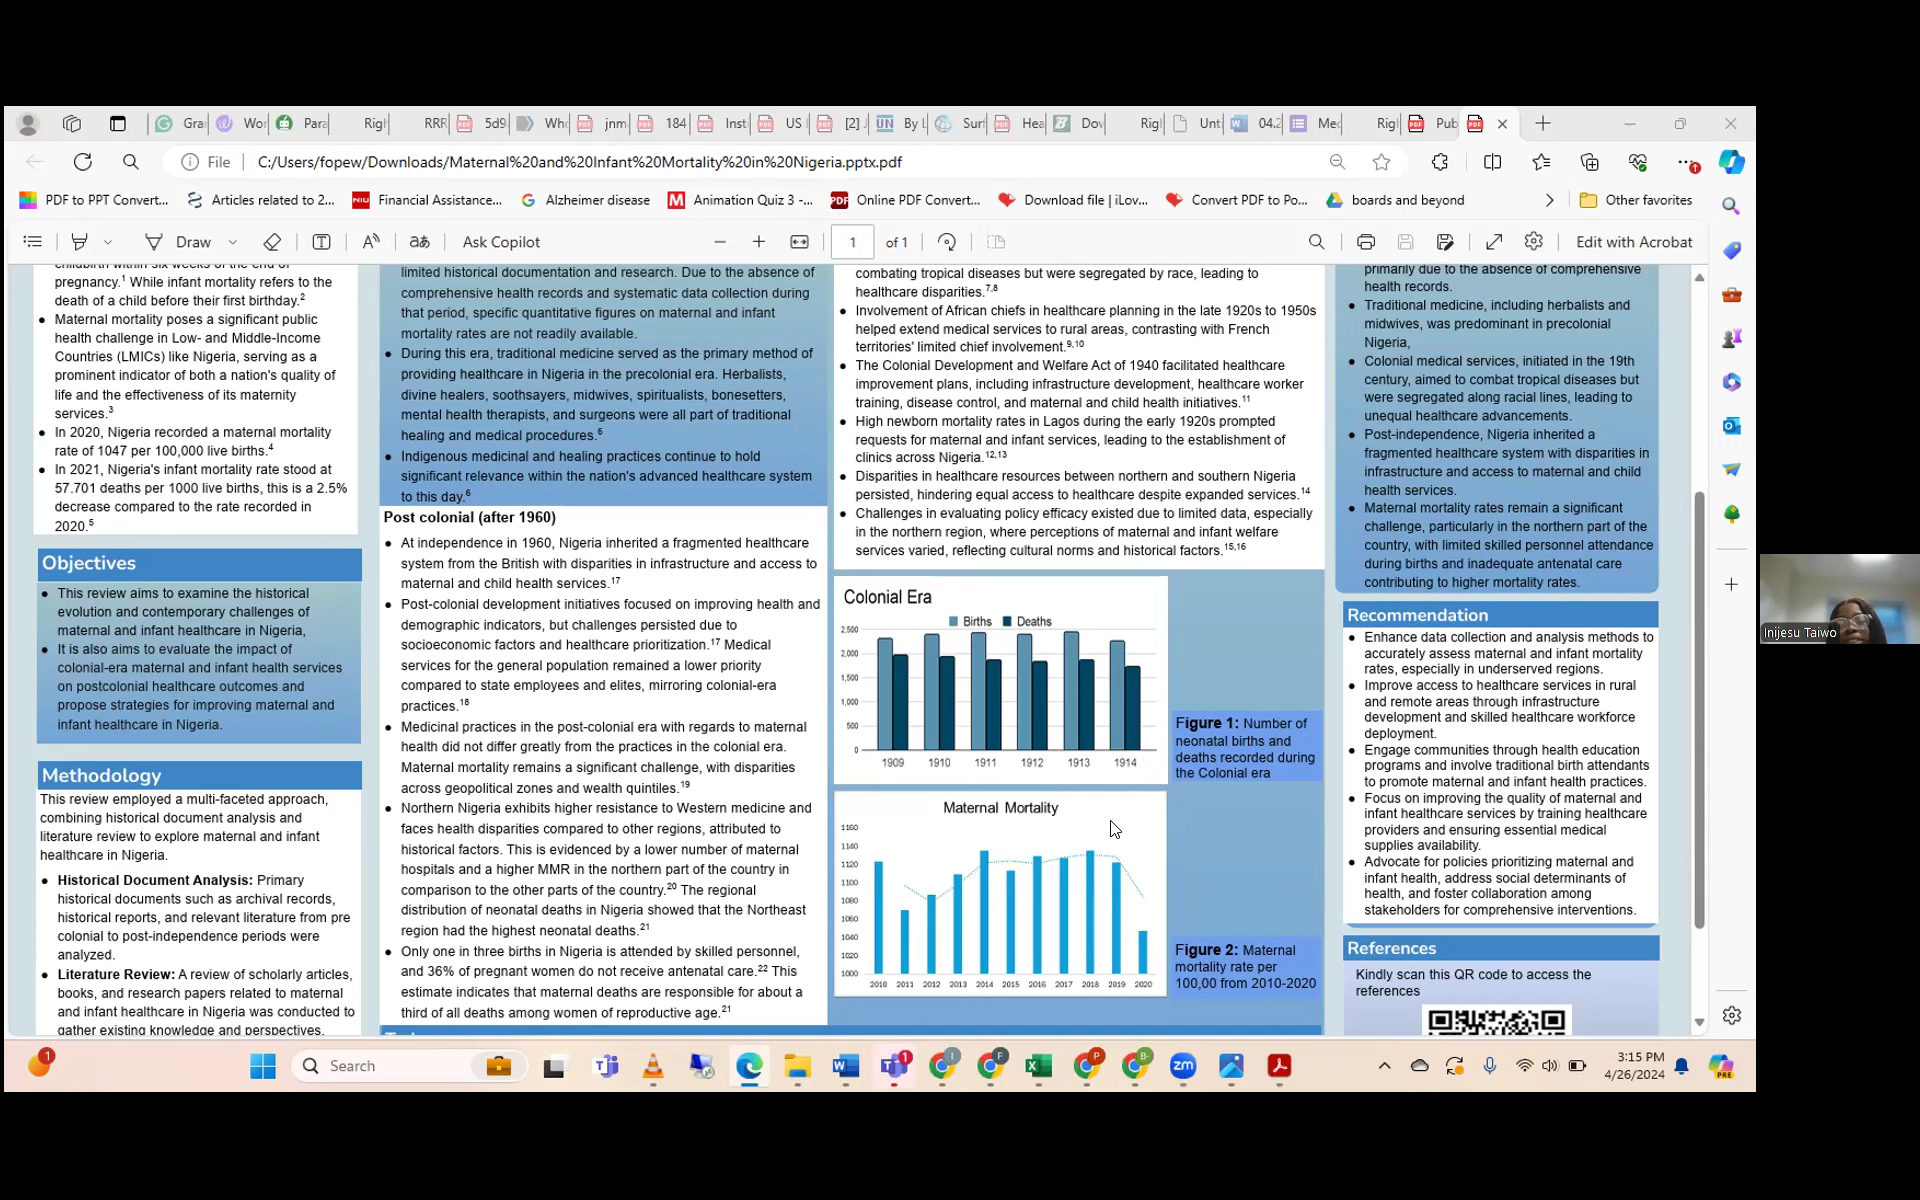 Grar
Wor
Para
Righ
RRR
5d9
Who
jnm
184
Inst
US
[2]
UN
By L
Surf
Hea
Dov
Righ
Unt
04.2
Mec
Righ
Pub
File
C:/Users/fopew/Downloads/Maternal%20and%20Infant%20Mortality%20in%20Nigeria.pptx.pdf
PDF to PPT Convert...
Articles related to 2...
NIU
Financial Assistance...
Alzheimer disease
M
Animation Quiz 3 -...
PDF
Online PDF Convert...
Download file | iLov...
Convert PDF to Po...
boards and beyond
Other favorites
Draw
Ask Copilot
1
of 1
Edit with Acrobat
childbirth within six weeks of the end of
pregnancy.1 While infant mortality refers to the
death of a child before their first birthday.2
• Maternal mortality poses a significant public
health challenge in Low- and Middle-Income
Countries (LMICs) like Nigeria, serving as a
prominent indicator of both a nation's quality of
life and the effectiveness of its maternity
services.3
• In 2020, Nigeria recorded a maternal mortality
rate of 1047 per 100,000 live births.4
• In 2021, Nigeria's infant mortality rate stood at
57.701 deaths per 1000 live births, this is a 2.5%
decrease compared to the rate recorded in
2020.5
Objectives
• This review aims to examine the historical
evolution and contemporary challenges of
maternal and infant healthcare in Nigeria,
• It is also aims to evaluate the impact of
colonial-era maternal and infant health services
on postcolonial healthcare outcomes and
propose strategies for improving maternal and
infant healthcare in Nigeria.
Methodology
This review employed a multi-faceted approach,
combining historical document analysis and
literature review to explore maternal and infant
healthcare in Nigeria.
• Historical Document Analysis: Primary
historical documents such as archival records,
historical reports, and relevant literature from pre
colonial to post-independence periods were
analyzed.
• Literature Review: A review of scholarly articles,
books, and research papers related to maternal
and infant healthcare in Nigeria was conducted to
gather existing knowledge and perspectives.
limited historical documentation and research. Due to the absence of
comprehensive health records and systematic data collection during
that period, specific quantitative figures on maternal and infant
mortality rates are not readily available.
• During this era, traditional medicine served as the primary method of
providing healthcare in Nigeria in the precolonial era. Herbalists,
divine healers, soothsayers, midwives, spiritualists, bonesetters,
mental health therapists, and surgeons were all part of traditional
healing and medical procedures.6
• Indigenous medicinal and healing practices continue to hold
significant relevance within the nation's advanced healthcare system
to this day.6
Post colonial (after 1960)
• At independence in 1960, Nigeria inherited a fragmented healthcare
system from the British with disparities in infrastructure and access to
maternal and child health services.17
• Post-colonial development initiatives focused on improving health and
demographic indicators, but challenges persisted due to
socioeconomic factors and healthcare prioritization.17 Medical
services for the general population remained a lower priority
compared to state employees and elites, mirroring colonial-era
practices.18
• Medicinal practices in the post-colonial era with regards to maternal
health did not differ greatly from the practices in the colonial era.
Maternal mortality remains a significant challenge, with disparities
across geopolitical zones and wealth quintiles.19
• Northern Nigeria exhibits higher resistance to Western medicine and
faces health disparities compared to other regions, attributed to
historical factors. This is evidenced by a lower number of maternal
hospitals and a higher MMR in the northern part of the country in
comparison to the other parts of the country.20 The regional
distribution of neonatal deaths in Nigeria showed that the Northeast
region had the highest neonatal deaths.21
• Only one in three births in Nigeria is attended by skilled personnel,
and 36% of pregnant women do not receive antenatal care.22 This
estimate indicates that maternal deaths are responsible for about a
third of all deaths among women of reproductive age.21
combating tropical diseases but were segregated by race, leading to
healthcare disparities.7,8
• Involvement of African chiefs in healthcare planning in the late 1920s to 1950s
helped extend medical services to rural areas, contrasting with French
territories' limited chief involvement.9,10
• The Colonial Development and Welfare Act of 1940 facilitated healthcare
improvement plans, including infrastructure development, healthcare worker
training, disease control, and maternal and child health initiatives.11
• High newborn mortality rates in Lagos during the early 1920s prompted
requests for maternal and infant services, leading to the establishment of
clinics across Nigeria.12,13
• Disparities in healthcare resources between northern and southern Nigeria
persisted, hindering equal access to healthcare despite expanded services.14
• Challenges in evaluating policy efficacy existed due to limited data, especially
in the northern region, where perceptions of maternal and infant welfare
services varied, reflecting cultural norms and historical factors.15,16
Colonial Era
Births Deaths
2,500
2,000
1,500
1,000
500
0
1909 1910 1911 1912 1913 1914
Figure 1: Number of
neonatal births and
deaths recorded during
the Colonial era
Maternal Mortality
1160
1140
1120
1100
1080
1060
1040
1020
1000
2010 2011 2012 2013 2014 2015 2016 2017 2018 2019 2020
Figure 2: Maternal
mortality rate per
100,00 from 2010-2020
primarily due to the absence of comprehensive
health records.
• Traditional medicine, including herbalists and
midwives, was predominant in precolonial
Nigeria,
• Colonial medical services, initiated in the 19th
century, aimed to combat tropical diseases but
were segregated along racial lines, leading to
unequal healthcare advancements.
• Post-independence, Nigeria inherited a
fragmented healthcare system with disparities in
infrastructure and access to maternal and child
health services.
• Maternal mortality rates remain a significant
challenge, particularly in the northern part of the
country, with limited skilled personnel attendance
during births and inadequate antenatal care
contributing to higher mortality rates.
Recommendation
• Enhance data collection and analysis methods to
accurately assess maternal and infant mortality
rates, especially in underserved regions.
• Improve access to healthcare services in rural
and remote areas through infrastructure
development and skilled healthcare workforce
deployment.
• Engage communities through health education
programs and involve traditional birth attendants
to promote maternal and infant health practices.
• Focus on improving the quality of maternal and
infant healthcare services by training healthcare
providers and ensuring essential medical
supplies availability.
• Advocate for policies prioritizing maternal and
infant health, address social determinants of
health, and foster collaboration among
stakeholders for comprehensive interventions.
References
Kindly scan this QR code to access the
references
Inijesu Taiwo
Search
3:15 PM
4/26/2024